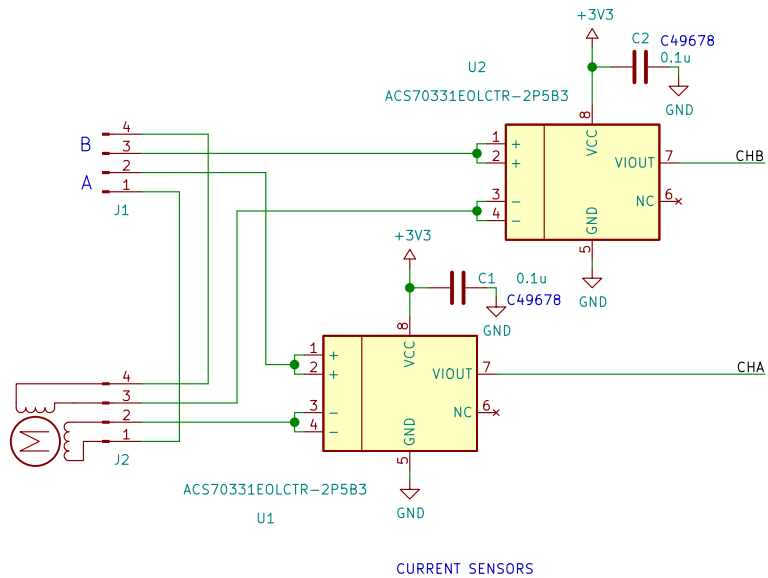 +3V3
C2 C49678
0.1u
GND
U2
ACS70331EOLCTR-2P5B3
8
VCC
1 +
2 +
3 -
4 -
VIOUT 7
CHB
NC 6
GND
5
GND
B
A
4
3
2
1
J1
+3V3
C1 0.1u
C49678
GND
8
VCC
1 +
2 +
3 -
4 -
VIOUT 7
CHA
NC 6
GND
5
GND
4
3
2
1
J2
M
ACS70331EOLCTR-2P5B3
U1
CURRENT SENSORS